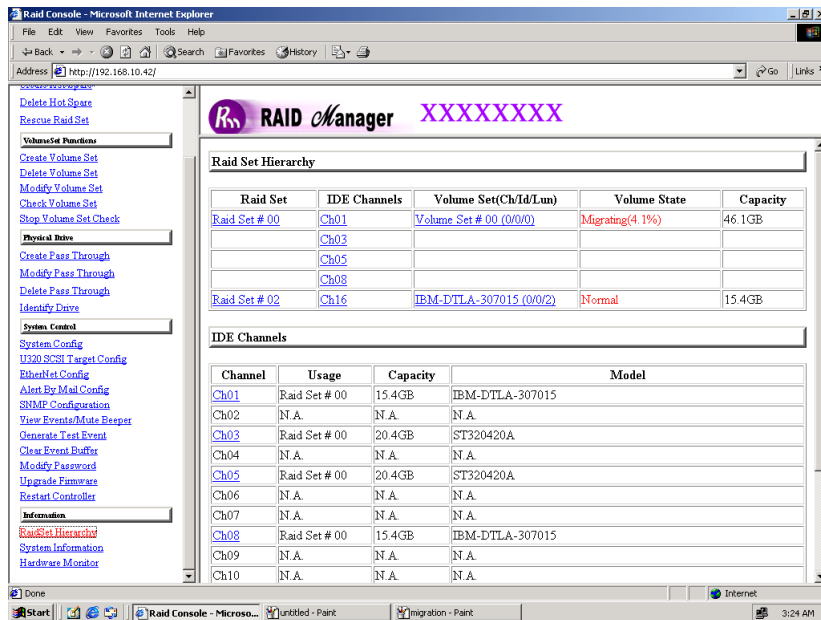 Raid Console - Microsoft Internet Explorer
File Edit View Favorites Tools Help
Back Search Favorites History
Address http://192.168.10.42/ Go Links
Delete Hot Spare
Rescue Raid Set
VolumeSet Functions
Create Volume Set
Delete Volume Set
Modify Volume Set
Check Volume Set
Stop Volume Set Check
Physical Drive
Create Pass Through
Modify Pass Through
Delete Pass Through
Identify Drive
System Control
System Config
U320 SCSI Target Config
EtherNet Config
Alert By Mail Config
SNMP Configuration
View Events/Mute Beeper
Generate Test Event
Clear Event Buffer
Modify Password
Upgrade Firmware
Restart Controller
Information
RaidSet Hierarchy
System Information
Hardware Monitor
Rm RAID Manager XXXXXXXX
Raid Set Hierarchy
Raid Set IDE Channels Volume Set(Ch/Id/Lun) Volume State Capacity
Raid Set # 00 Ch01 Volume Set # 00 (0/0/0) Migrating(4.1%) 46.1GB
Ch03
Ch05
Ch08
Raid Set # 02 Ch16 IBM-DTLA-307015 (0/0/2) Normal 15.4GB
IDE Channels
Channel Usage Capacity Model
Ch01 Raid Set # 00 15.4GB IBM-DTLA-307015
Ch02 N.A. N.A. N.A.
Ch03 Raid Set # 00 20.4GB ST320420A
Ch04 N.A. N.A. N.A.
Ch05 Raid Set # 00 20.4GB ST320420A
Ch06 N.A. N.A. N.A.
Ch07 N.A. N.A. N.A.
Ch08 Raid Set # 00 15.4GB IBM-DTLA-307015
Ch09 N.A. N.A. N.A.
Ch10 N.A. N.A. N.A.
Done Internet
Start Raid Console - Microso... untitled - Paint migration - Paint 3:24 AM